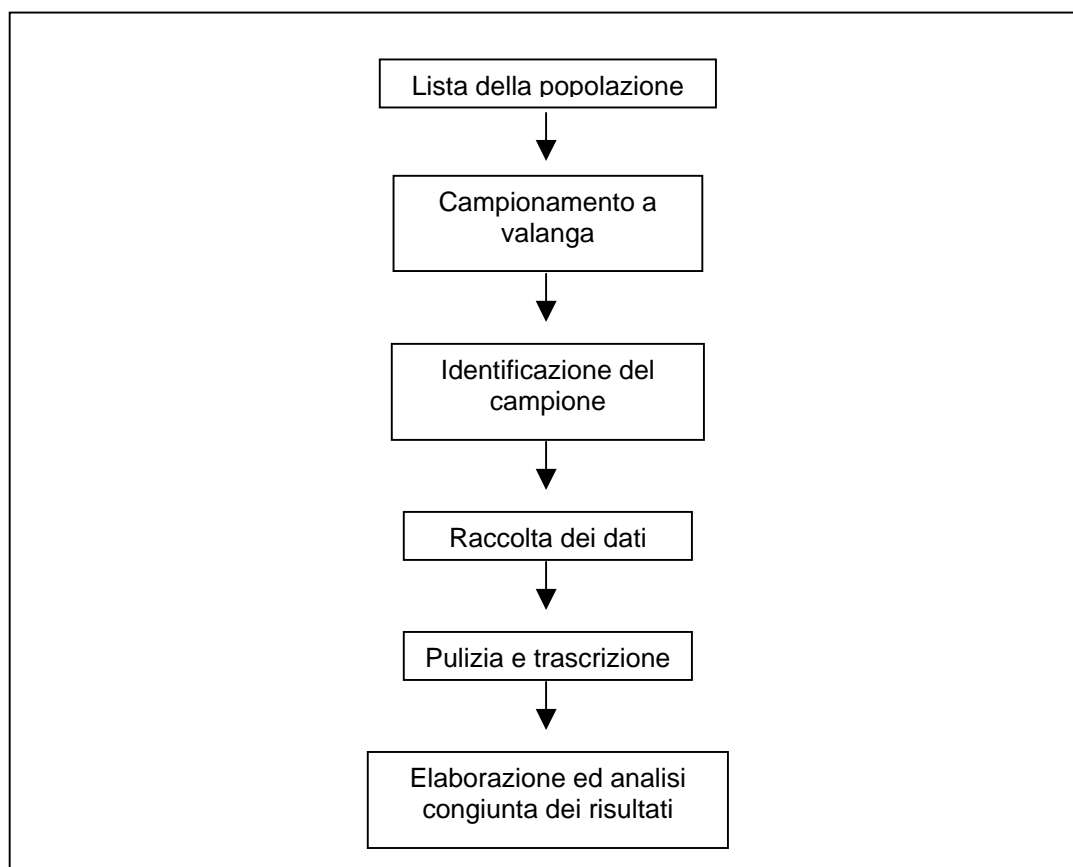 Lista della popolazione
Campionamento a
valanga
Identificazione del
campione
Raccolta dei dati
Pulizia e trascrizione
Elaborazione ed analisi
congiunta dei risultati